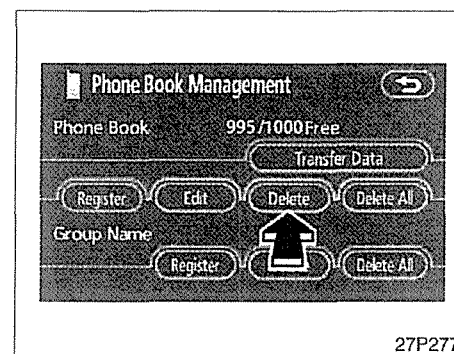 Phone Book Management
Phone Book 995/1000Free
Transfer Data
Register Edit Delete Delete All
Group Name
Register Delete All
27P277